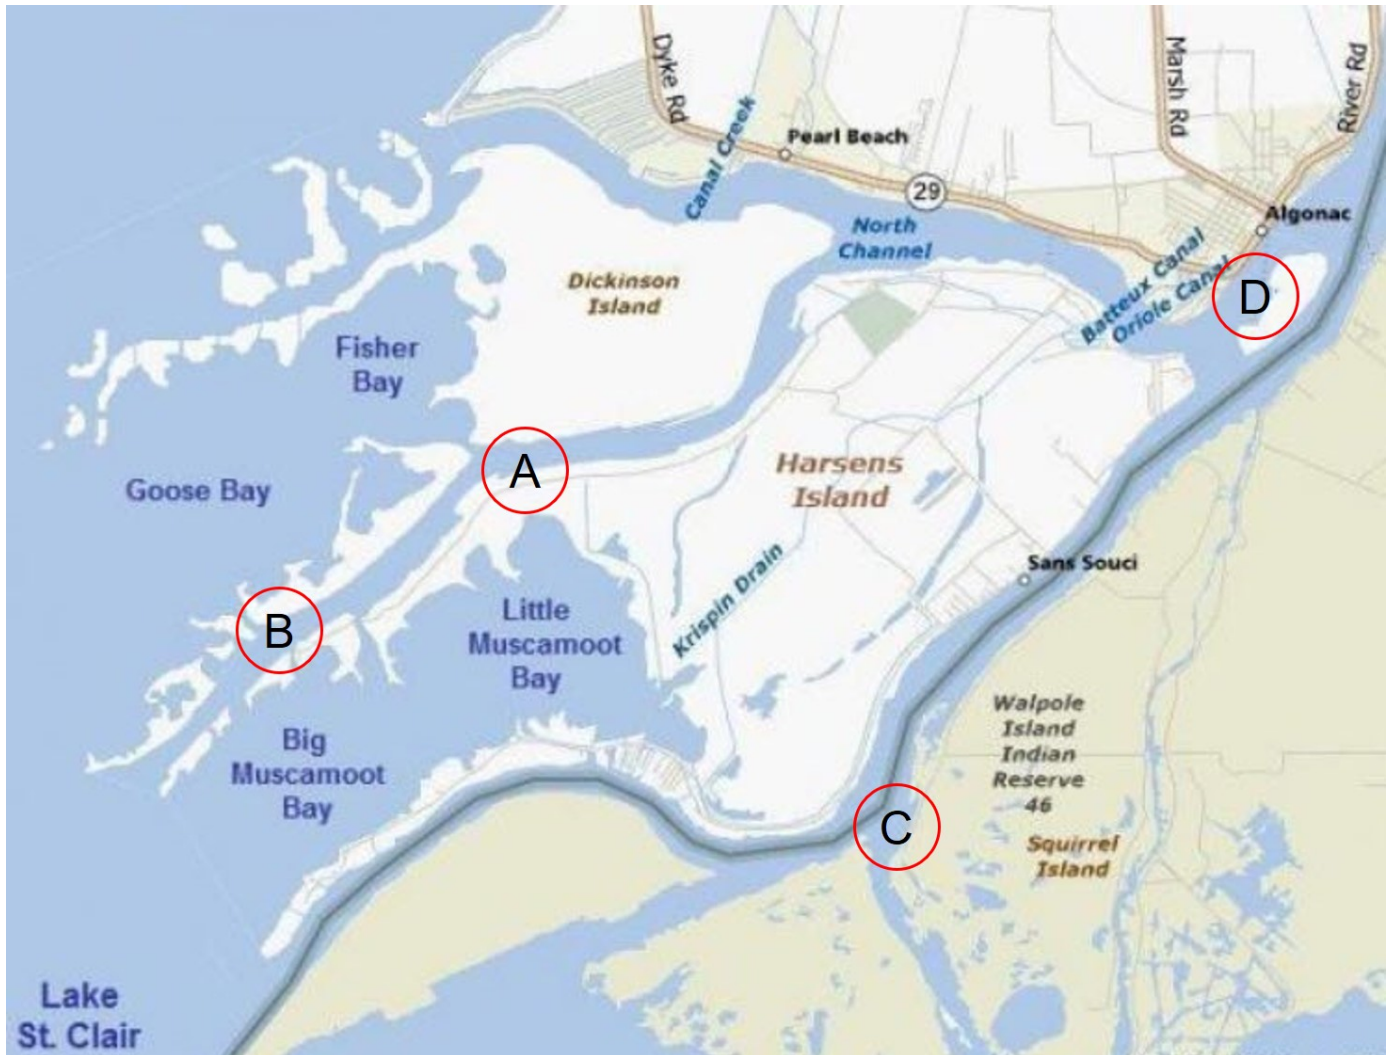 Dyke Rd
Marsh Rd
River Rd
Canal Creek
Pearl Beach
29
Algonac
North
Channel
Batteux Canal
Oriole Canal
D
Dickinson
Island
Fisher
Bay
A
Goose Bay
Harsens
Island
Sans Souci
Krispin Drain
Little
Muscamoot
Bay
B
Walpole
Island
Indian
Reserve
46
Big
Muscamoot
Bay
C
Squirrel
Island
Lake
St. Clair